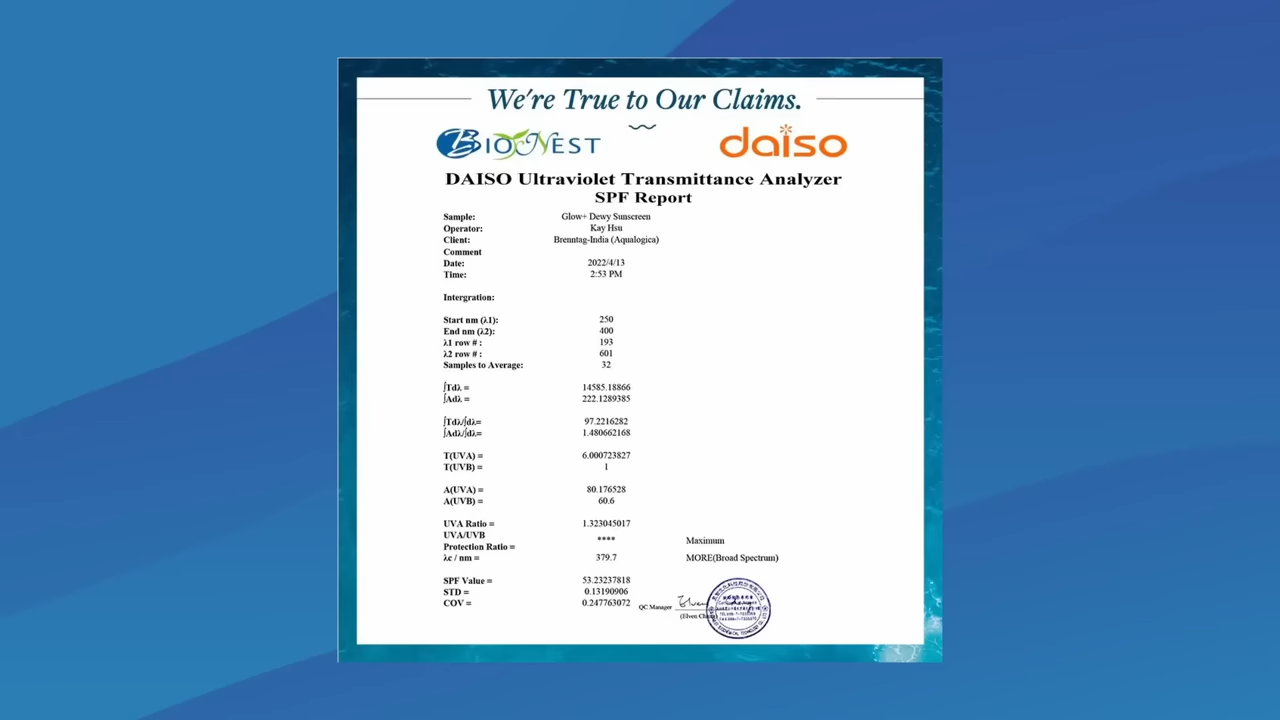 We're True to Our Claims.
BIONEST
daiso
DAISO Ultraviolet Transmittance Analyzer
SPF Report
Sample: Glow+ Dewy Sunscreen
Operator: Kay Hsu
Client: Brenntag-India (Aqualogica)
Comment
Date: 2022/4/13
Time: 2:53 PM
Intergration:
Start nm (λ1): 250
End nm (λ2): 400
λ1 row # : 193
λ2 row # : 601
Samples to Average: 32
∫Tdλ = 14585.18866
∫Adλ = 222.1289385
∫Tdλ/∫dλ= 97.2216282
∫Adλ/∫dλ= 1.480662168
T(UVA) = 6.000723827
T(UVB) = 1
A(UVA) = 80.176528
A(UVB) = 60.6
UVA Ratio = 1.323045017
UVA/UVB
Protection Ratio = **** Maximum
λc / nm = 379.7 MORE(Broad Spectrum)
SPF Value = 53.23237818
STD = 0.13190906
COV = 0.247763072
QC Manager
(Elven